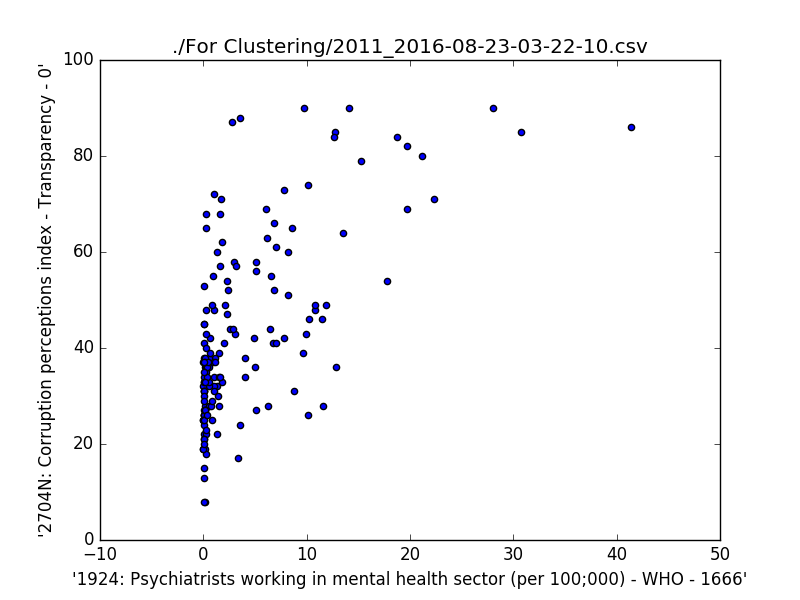 ./For Clustering/2011_2016-08-23-03-22-10.csv
100
80
60
40
20
0
'2704N: Corruption perceptions index - Transparency - 0'
−10 0 10 20 30 40 50
'1924: Psychiatrists working in mental health sector (per 100;000) - WHO - 1666'